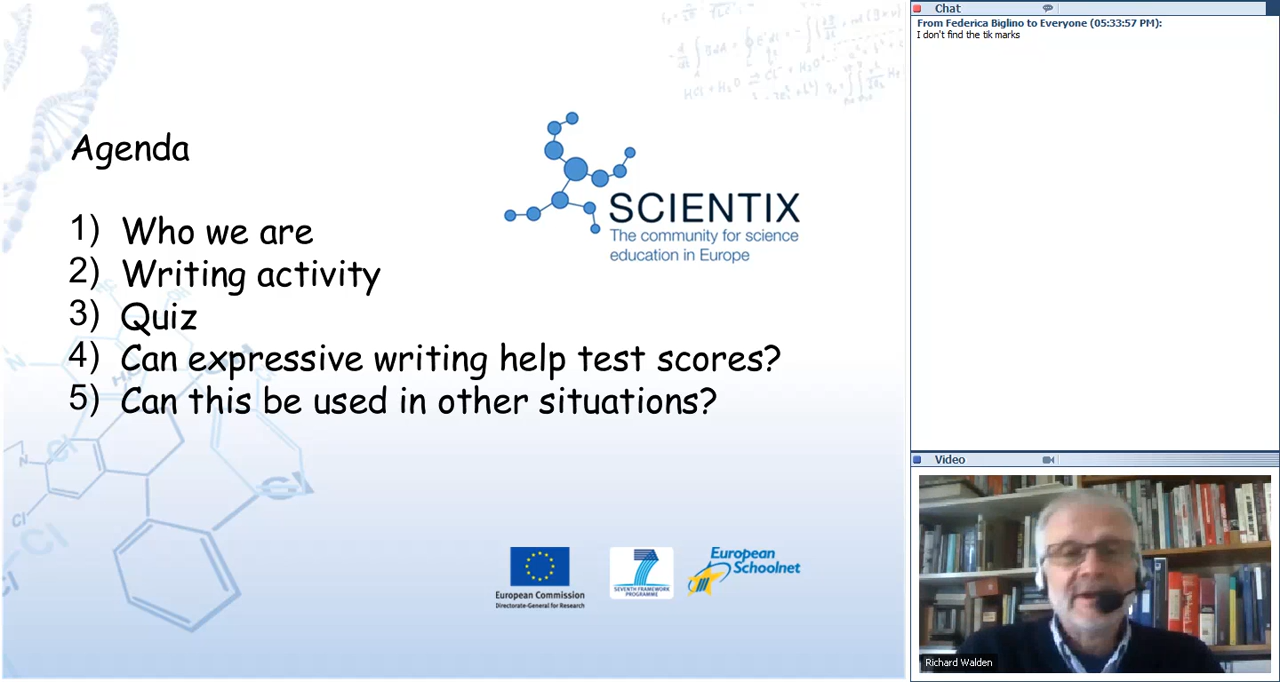 Agenda
1) Who we are
2) Writing activity
3) Quiz
4) Can expressive writing help test scores?
5) Can this be used in other situations?
SCIENTIX
The community for science
education in Europe
European Commission
Directorate-General for Research
7
SEVENTH FRAMEWORK
PROGRAMME
European
Schoolnet
Chat
From Federica Biglino to Everyone (05:33:57 PM):
I don't find the tik marks
Video
Richard Walden